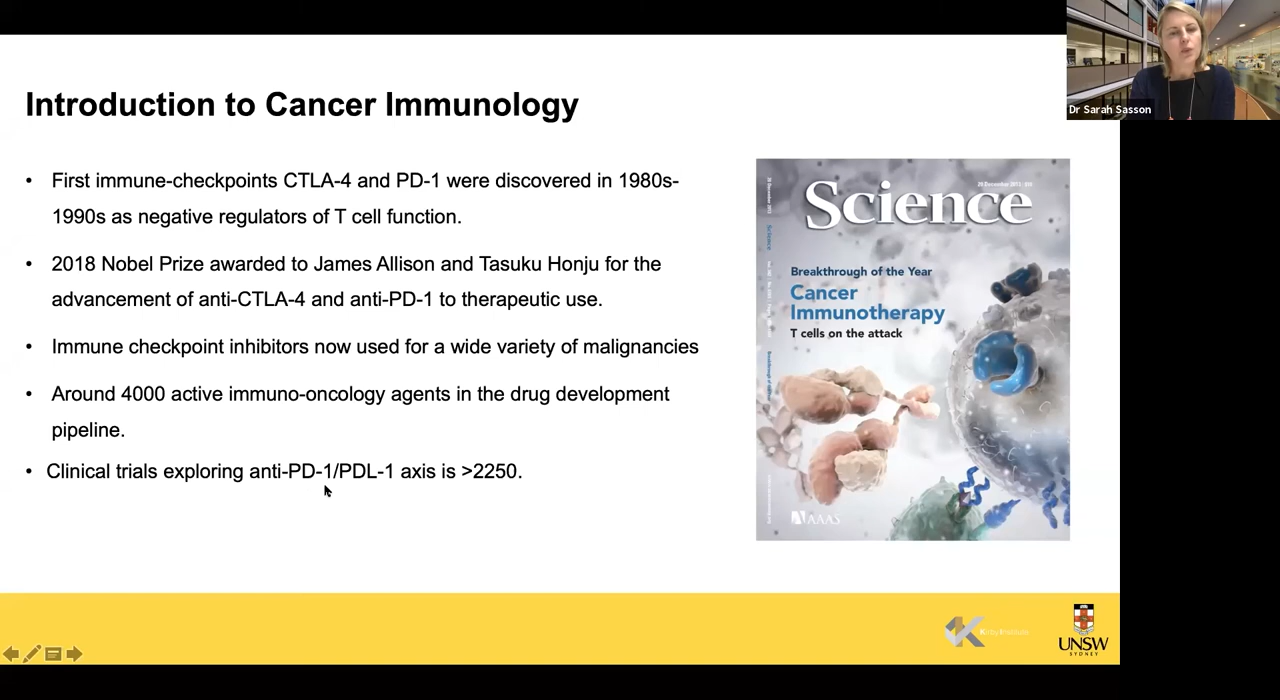 Dr Sarah Sasson
Introduction to Cancer Immunology
• First immune-checkpoints CTLA-4 and PD-1 were discovered in 1980s-
1990s as negative regulators of T cell function.
• 2018 Nobel Prize awarded to James Allison and Tasuku Honju for the
advancement of anti-CTLA-4 and anti-PD-1 to therapeutic use.
• Immune checkpoint inhibitors now used for a wide variety of malignancies
• Around 4000 active immuno-oncology agents in the drug development
pipeline.
• Clinical trials exploring anti-PD-1/PDL-1 axis is >2250.
Science
Breakthrough of the Year
Cancer
Immunotherapy
T cells on the attack
AAAS
Kirby Institute
UNSW
SYDNEY